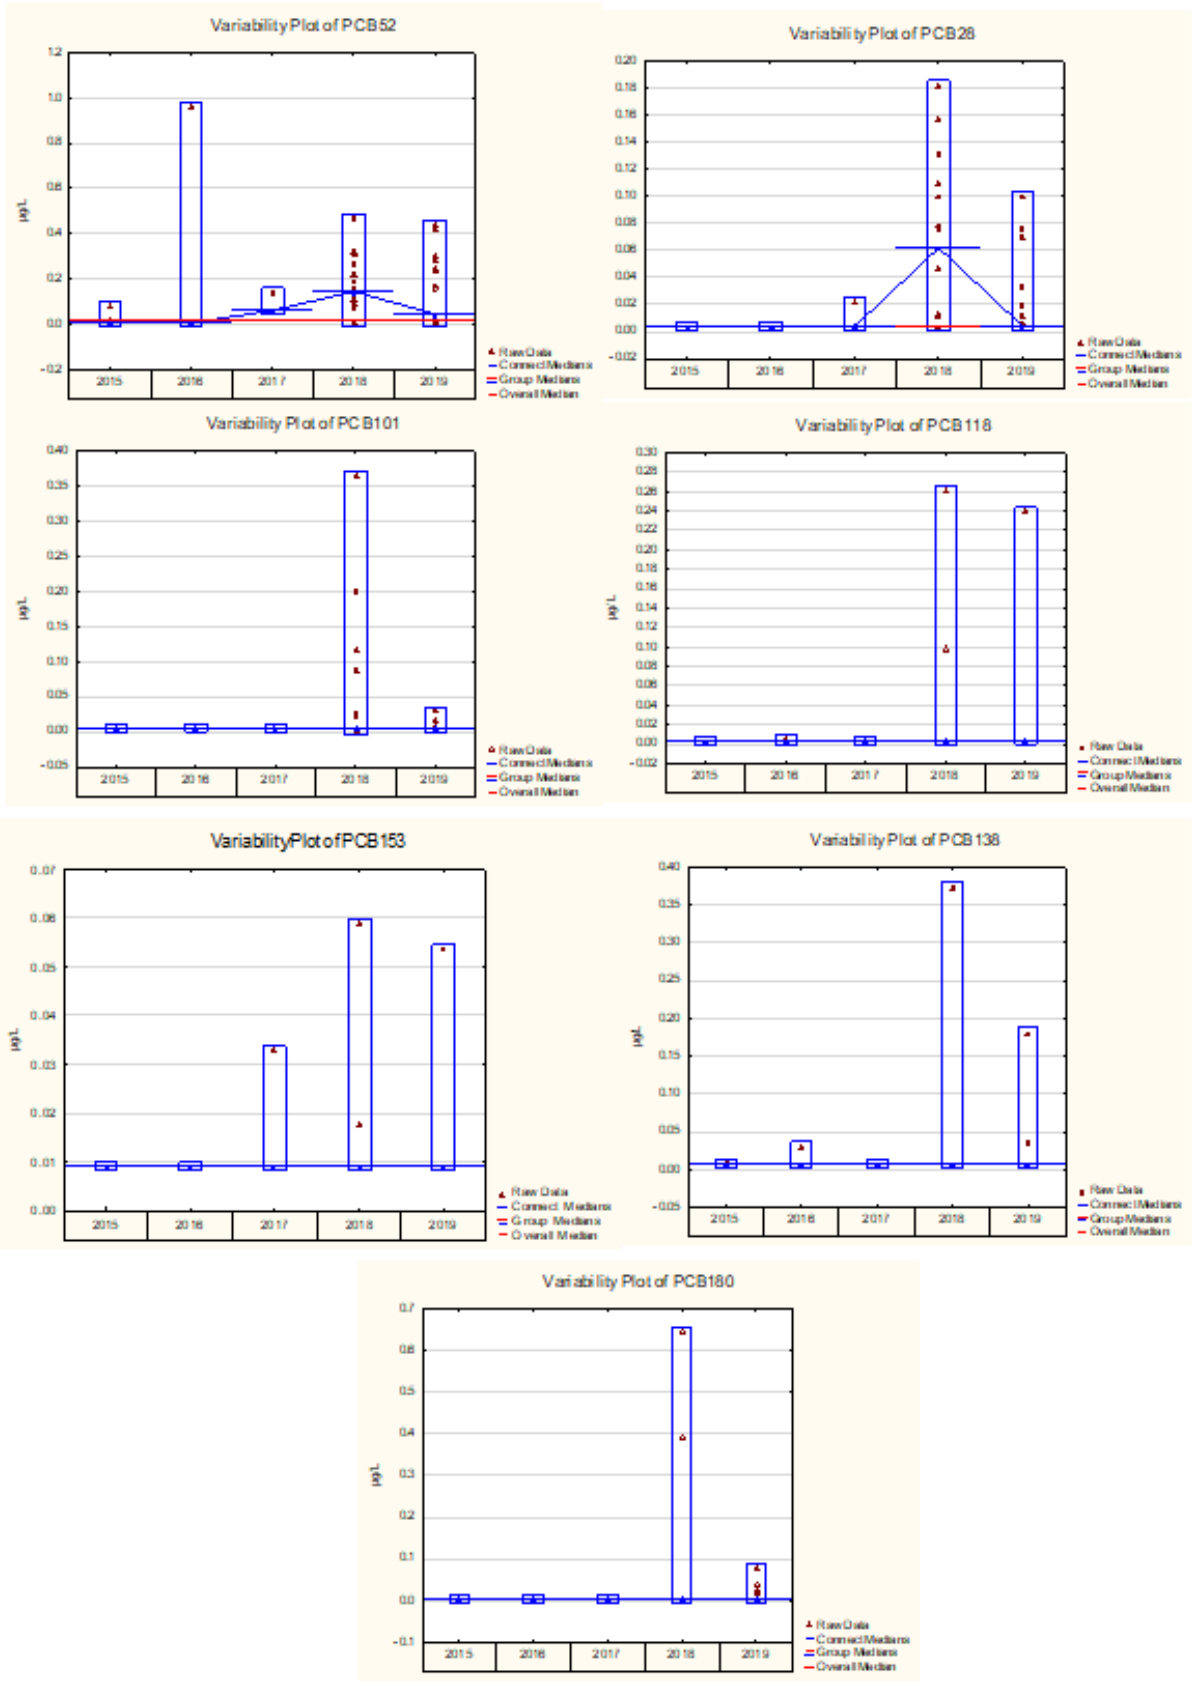 Variability Plot of PCB52
1.2
1.0
0.8
0.6
0.4
0.2
0.0
-0.2
µg/L
2015 2016 2017 2018 2019
Raw Data
Connect Medians
Group Medians
Overall Median
Variability Plot of PCB28
0.20
0.18
0.16
0.14
0.12
0.10
0.08
0.06
0.04
0.02
0.00
-0.02
2015 2016 2017 2018 2019
Raw Data
Connect Medians
Group Medians
Overall Median
Variability Plot of PCB101
0.40
0.35
0.30
0.25
0.20
0.15
0.10
0.05
0.00
-0.05
µg/L
2015 2016 2017 2018 2019
Raw Data
Connect Medians
Group Medians
Overall Median
Variability Plot of PCB118
0.30
0.28
0.26
0.24
0.22
0.20
0.18
0.16
0.14
0.12
0.10
0.08
0.06
0.04
0.02
0.00
-0.02
µg/L
2015 2016 2017 2018 2019
Raw Data
Connect Medians
Group Medians
Overall Median
Variability Plot of PCB153
0.07
0.06
0.05
0.04
0.03
0.02
0.01
0.00
µg/L
2015 2016 2017 2018 2019
Raw Data
Connect Medians
Group Medians
Overall Median
Variability Plot of PCB138
0.40
0.35
0.30
0.25
0.20
0.15
0.10
0.05
0.00
-0.05
µg/L
2015 2016 2017 2018 2019
Raw Data
Connect Medians
Group Medians
Overall Median
Variability Plot of PCB180
0.7
0.6
0.5
0.4
0.3
0.2
0.1
0.0
-0.1
µg/L
2015 2016 2017 2018 2019
Raw Data
Connect Medians
Group Medians
Overall Median